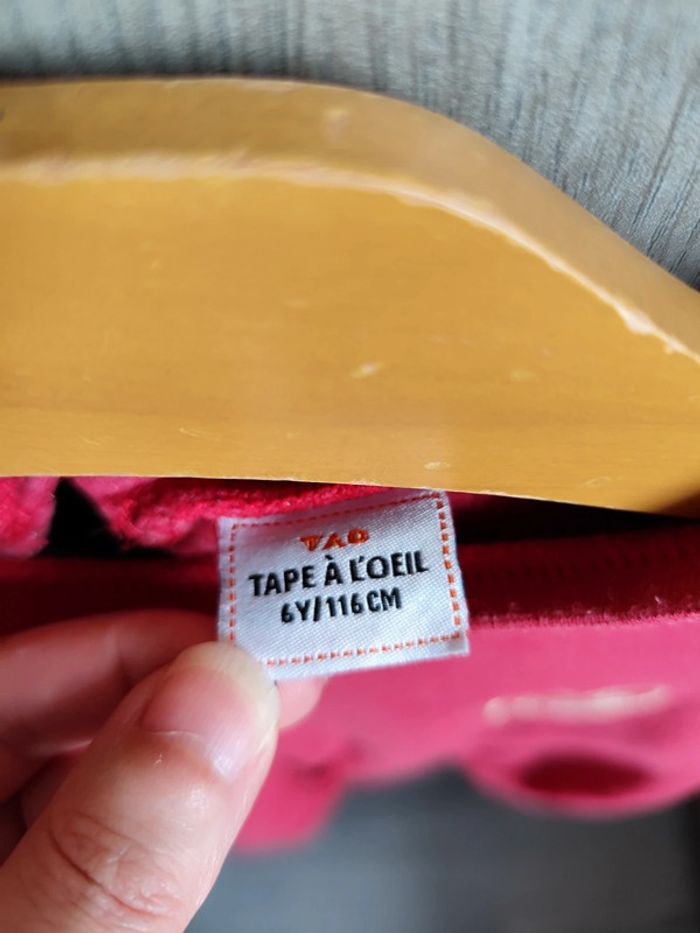 TAO
TAPE À L'OEIL
6Y/116CM